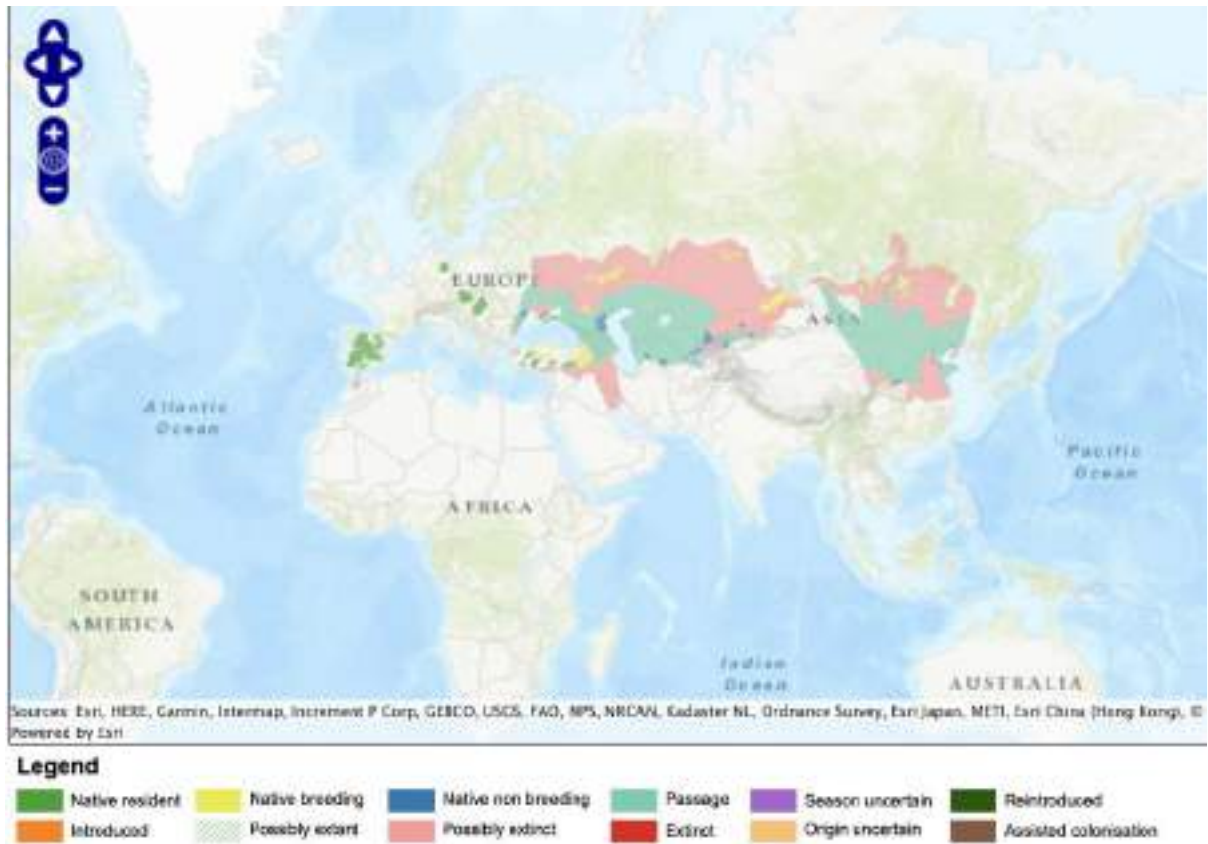 EUROPE
ASIA
Atlantic
Ocean
Pacific
Ocean
AFRICA
SOUTH
AMERICA
Indian
Ocean
AUSTRALIA
Sources: Esri, HERE, Garmin, Intermap, Increment P Corp, GEBCO, USGS, FAO, NPS, NRCAN, Kadaster NL, Ordnance Survey, Esri Japan, METI, Esri China (Hong Kong), ©
Powered by Esri
Legend
Native resident Native breeding Native non breeding Passage Season uncertain Reintroduced
Introduced Possibly extant Possibly extinct Extinct Origin uncertain Assisted colonisation